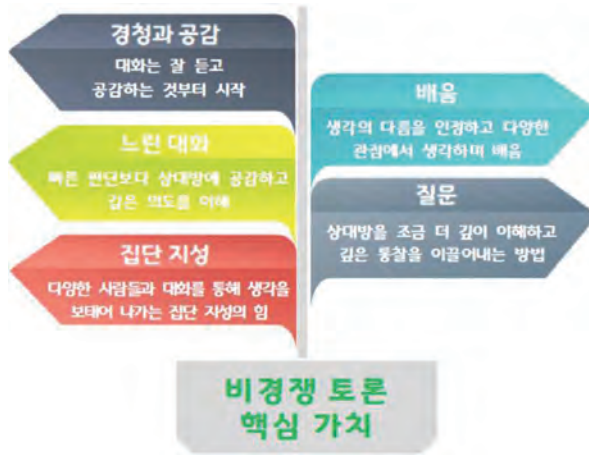 경청과 공감
대화는 잘 듣고
공감하는 것부터 시작
배움
생각의 다름을 인정하고 다양한
관점에서 생각하며 배움
느린 대화
빠른 판단보다 상대방에 공감하고
깊은 의도를 이해
질문
상대방을 조금 더 깊이 이해하고
깊은 통찰을 이끌어내는 방법
집단 지성
다양한 사람들과 대화를 통해 생각을
보태어 나가는 집단 지성의 힘
비경쟁 토론
핵심 가치